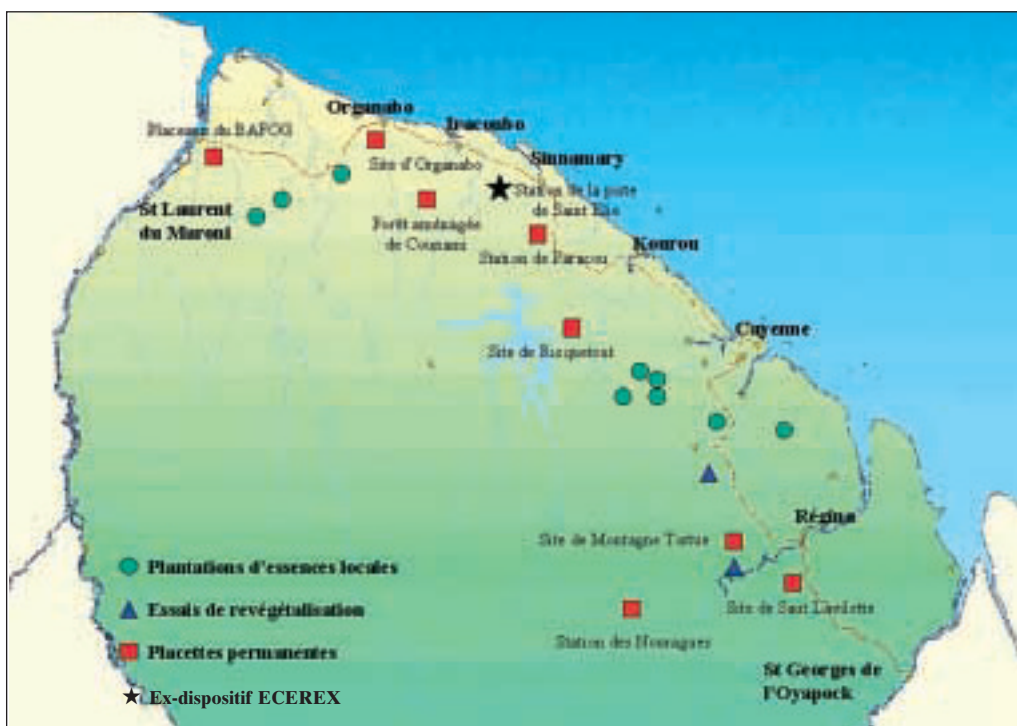 Organabo
Iracoubo
Placeaux du BAFOG
Sinnamary
Site d'Organabo
Station de la piste
de Saint Elie
St Laurent
du Maroni
Forêt aménagée
de Counami
Station de Paracou
Kourou
Cayenne
Site de Risquetout
Régina
Site de Montagne Tortue
Plantations d'essences locales
Essais de revégétalisation
Site de Saut Lavilette
Station des Nouragues
Placettes permanentes
St Georges de
l'Oyapock
Ex-dispositif ECEREX